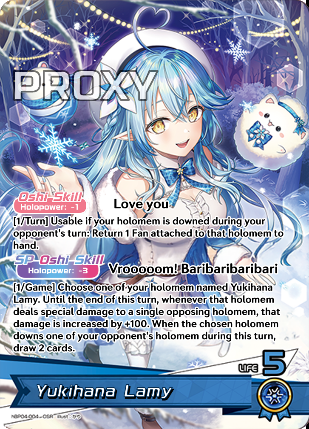 PROXY
Oshi-Skill
Holopower: -1
Love you
[1/Turn] Usable if your holomem is downed during your
opponent's turn: Return 1 Fan attached to that holomem to
hand.
SP-Oshi-Skill
Holopower: -3
Vrooooom! Baribaribaribari
[1/Game] Choose one of your holomem named Yukihana
Lamy. Until the end of this turn, whenever that holomem
deals special damage to a single opposing holomem, that
damage is increased by +100. When the chosen holomem
downs one of your opponent's holomem during this turn,
draw 2 cards.
LIFE 5
Yukihana Lamy
hBP04-004 OSR